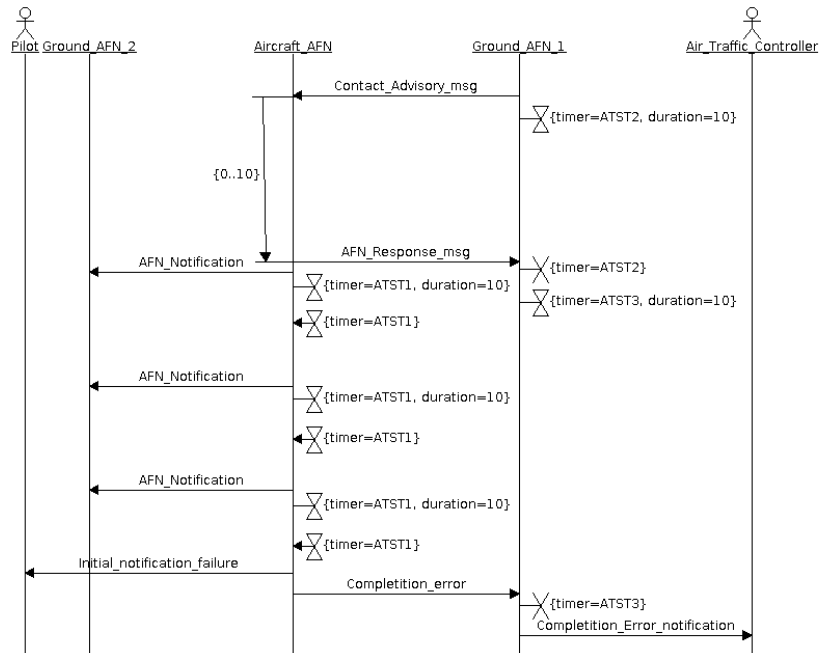 Pilot Ground_AFN_2 Aircraft_AFN Ground_AFN_1 Air_Traffic_Controller
Contact_Advisory_msg
{timer=ATST2, duration=10}
{0..10}
AFN_Response_msg
AFN_Notification
{timer=ATST2}
{timer=ATST1, duration=10}
{timer=ATST3, duration=10}
{timer=ATST1}
AFN_Notification
{timer=ATST1, duration=10}
{timer=ATST1}
AFN_Notification
{timer=ATST1, duration=10}
{timer=ATST1}
Initial_notification_failure
Completition_error
{timer=ATST3}
Completition_Error_notification